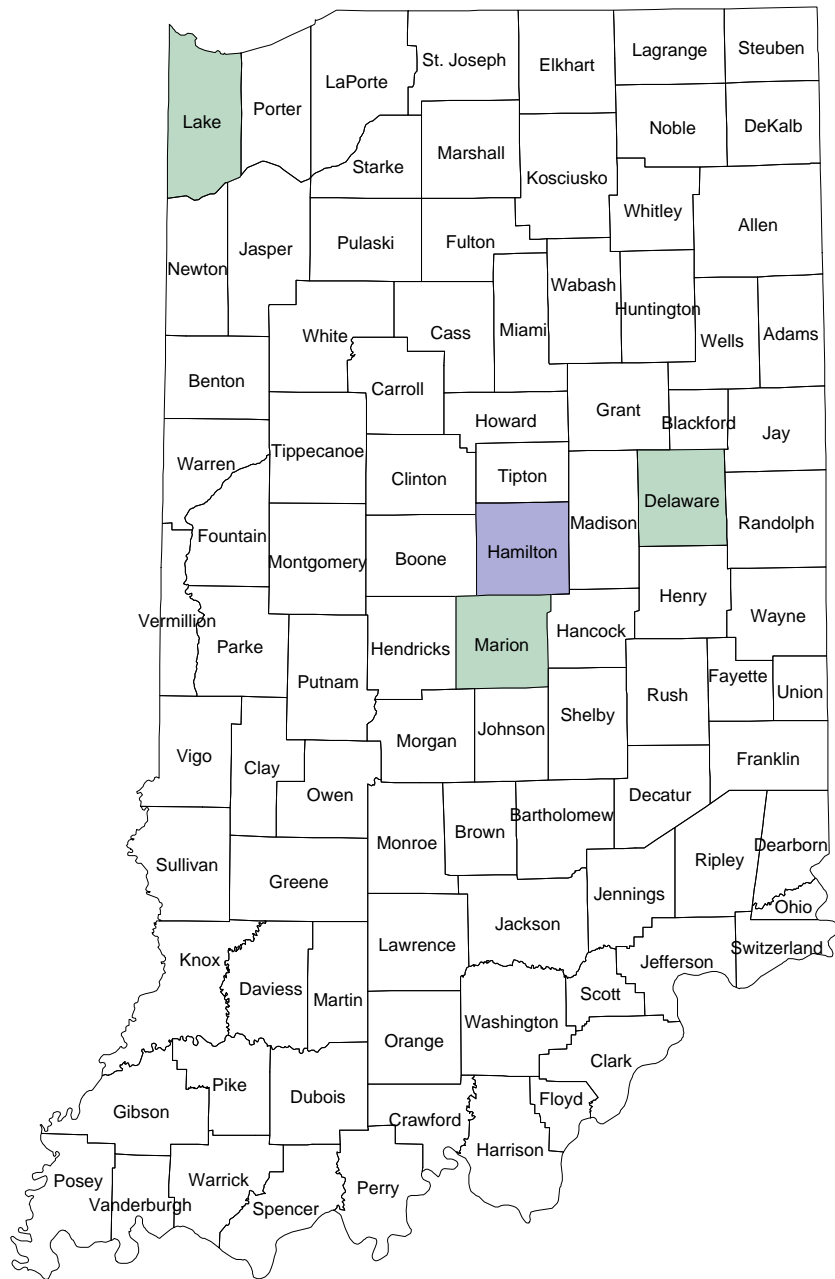 St. Joseph
Lagrange
Steuben
Elkhart
LaPorte
Porter
Lake
Noble
DeKalb
Marshall
Starke
Kosciusko
Whitley
Allen
Pulaski
Fulton
Jasper
Newton
Wabash
Huntington
Miami
White
Cass
Wells
Adams
Benton
Carroll
Grant
Howard
Blackford
Jay
Tippecanoe
Warren
Clinton
Tipton
Delaware
Madison
Randolph
Fountain
Hamilton
Boone
Montgomery
Henry
Wayne
Vermillion
Hancock
Parke
Hendricks
Marion
Putnam
Fayette
Union
Rush
Shelby
Johnson
Morgan
Vigo
Clay
Franklin
Owen
Decatur
Bartholomew
Brown
Monroe
Dearborn
Ripley
Sullivan
Greene
Jennings
Ohio
Jackson
Lawrence
Switzerland
Knox
Jefferson
Daviess
Martin
Scott
Washington
Orange
Clark
Pike
Dubois
Floyd
Gibson
Crawford
Harrison
Posey
Warrick
Perry
Vanderburgh
Spencer